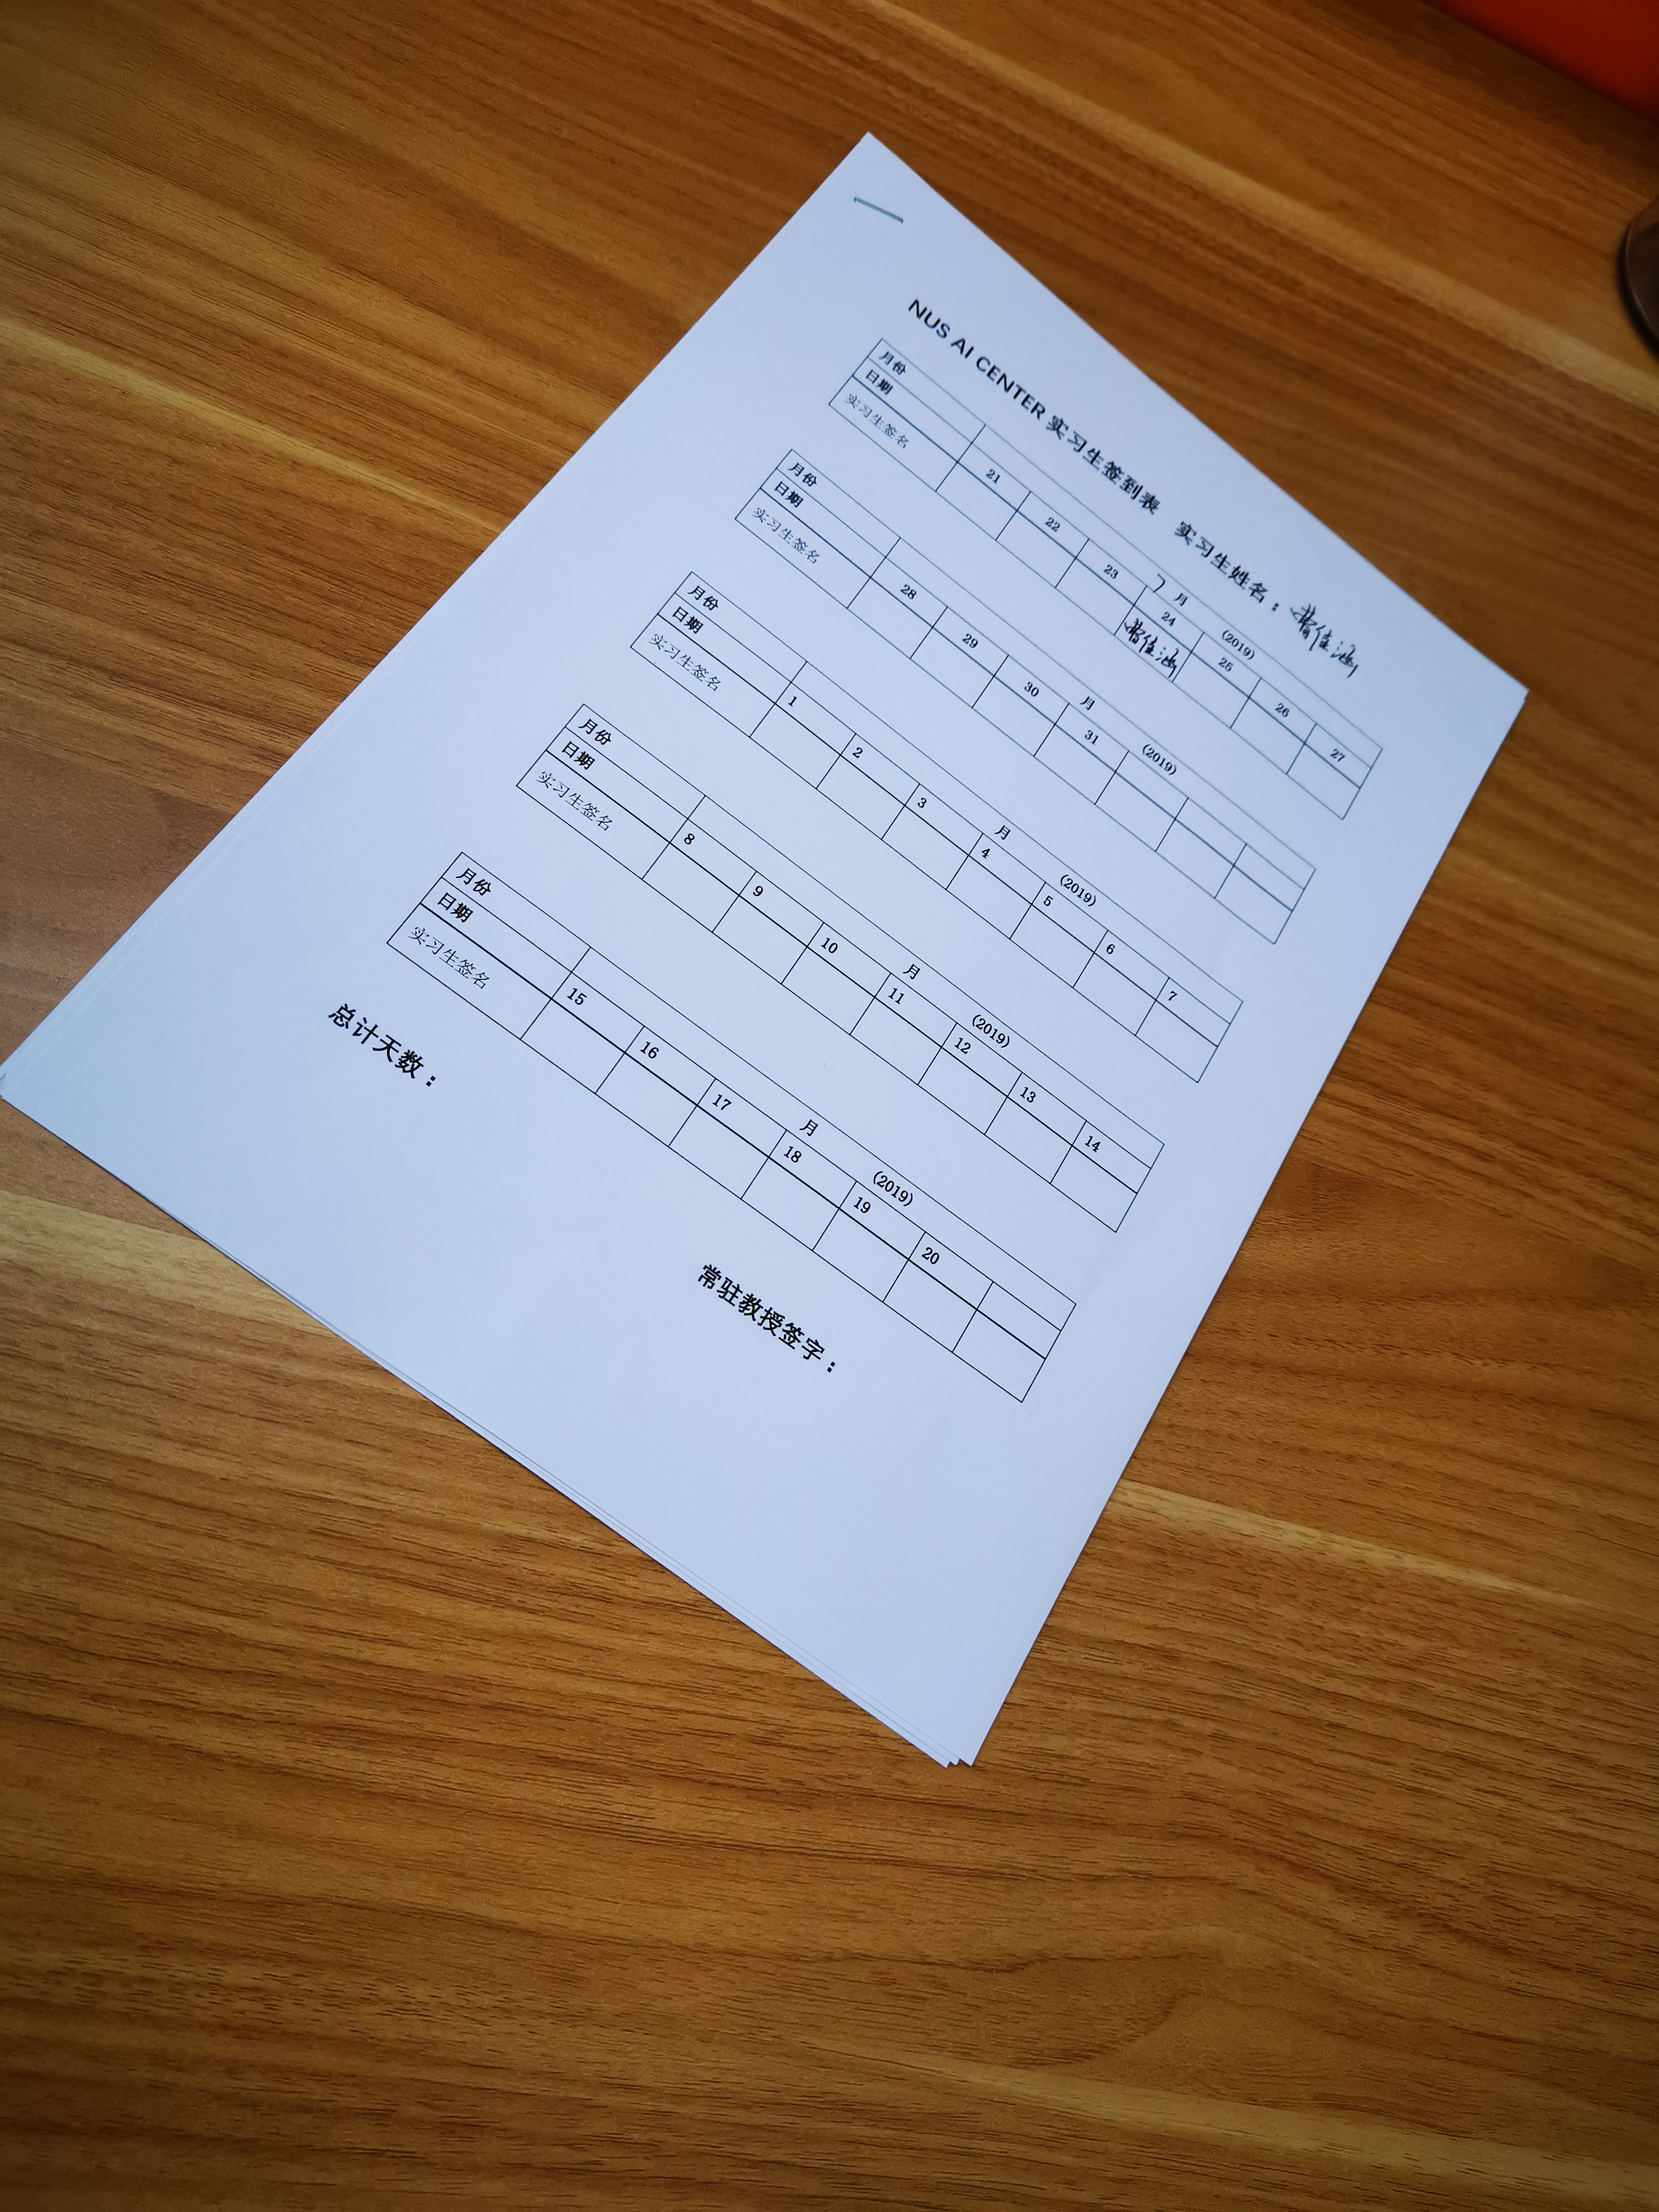 NUS AI CENTER 实习生签到表 实习生姓名：佳涵
月份 7 月 (2019)
日期 21 22 23 24 25 26 27
实习生签名 佳涵
月份 月 (2019)
日期 28 29 30 31
实习生签名
月份 月 (2019)
日期 1 2 3 4 5 6 7
实习生签名
月份 月 (2019)
日期 8 9 10 11 12 13 14
实习生签名
月份 月 (2019)
日期 15 16 17 18 19 20
实习生签名
总计天数： 常驻教授签字：